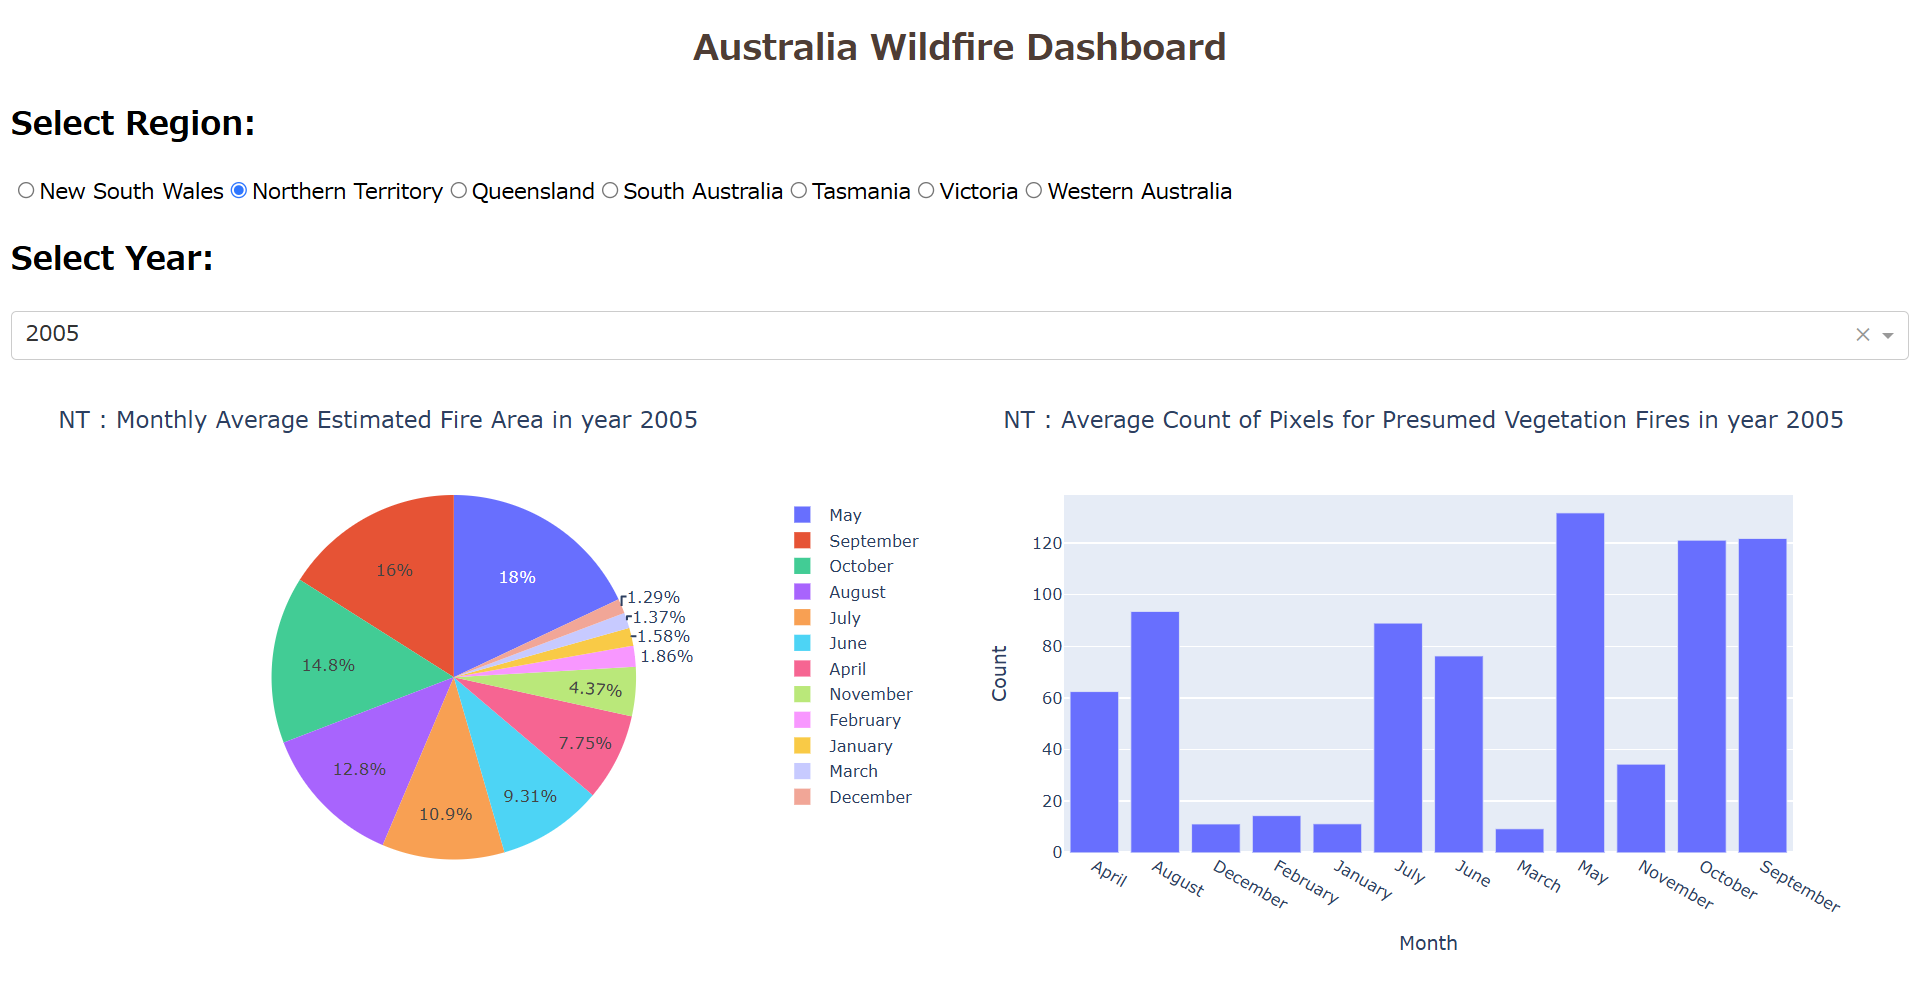 Australia Wildfire Dashboard
Select Region:
New South Wales Northern Territory Queensland South Australia Tasmania Victoria Western Australia
Select Year:
2005
NT : Monthly Average Estimated Fire Area in year 2005
18%
1.29%
1.37%
1.58%
1.86%
4.37%
7.75%
9.31%
10.9%
12.8%
14.8%
16%
May
September
October
August
July
June
April
November
February
January
March
December
NT : Average Count of Pixels for Presumed Vegetation Fires in year 2005
Count
120
100
80
60
40
20
0
April August December February January July June March May November October September
Month